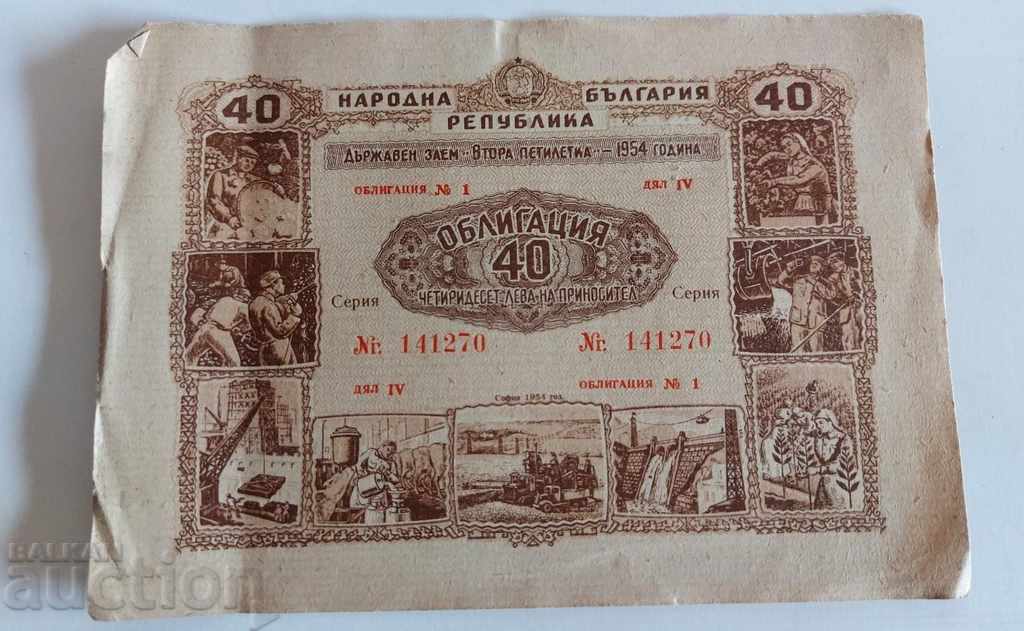 40 НАРОДНА БЪЛГАРИЯ 40
РЕПУБЛИКА
ДЪРЖАВЕН ЗАЕМ „ВТОРА ПЕТИЛЕТКА“ – 1954 ГОДИНА
ОБЛИГАЦИЯ № 1 ДЯЛ IV
ОБЛИГАЦИЯ
40
ЧЕТИРИДЕСЕТ ЛЕВА НА ПРИНОСИТЕЛ
Серия Серия
№. 141270 №. 141270
ДЯЛ IV ОБЛИГАЦИЯ № 1
София 1954 год.
БАЛКАН
auction